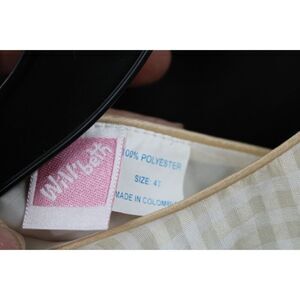 Will'beth
100% POLYESTER
SIZE: 4T
MADE IN COLOMBIA